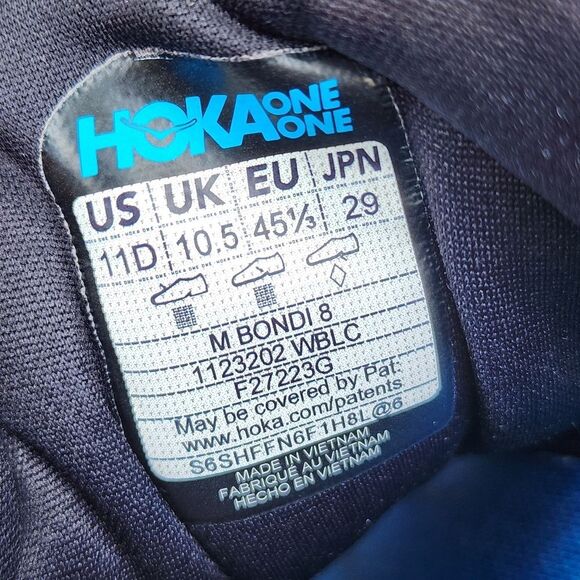 HOKA ONE ONE
US UK EU JPN
11D 10.5 45⅓ 29
M BONDI 8
1123202 WBLC
F27223G
May be covered by Pat:
www.hoka.com/patents
S6SHFFN6F1H8L@6
MADE IN VIETNAM
FABRIQUÉ AU VIETNAM
HECHO EN VIETNAM